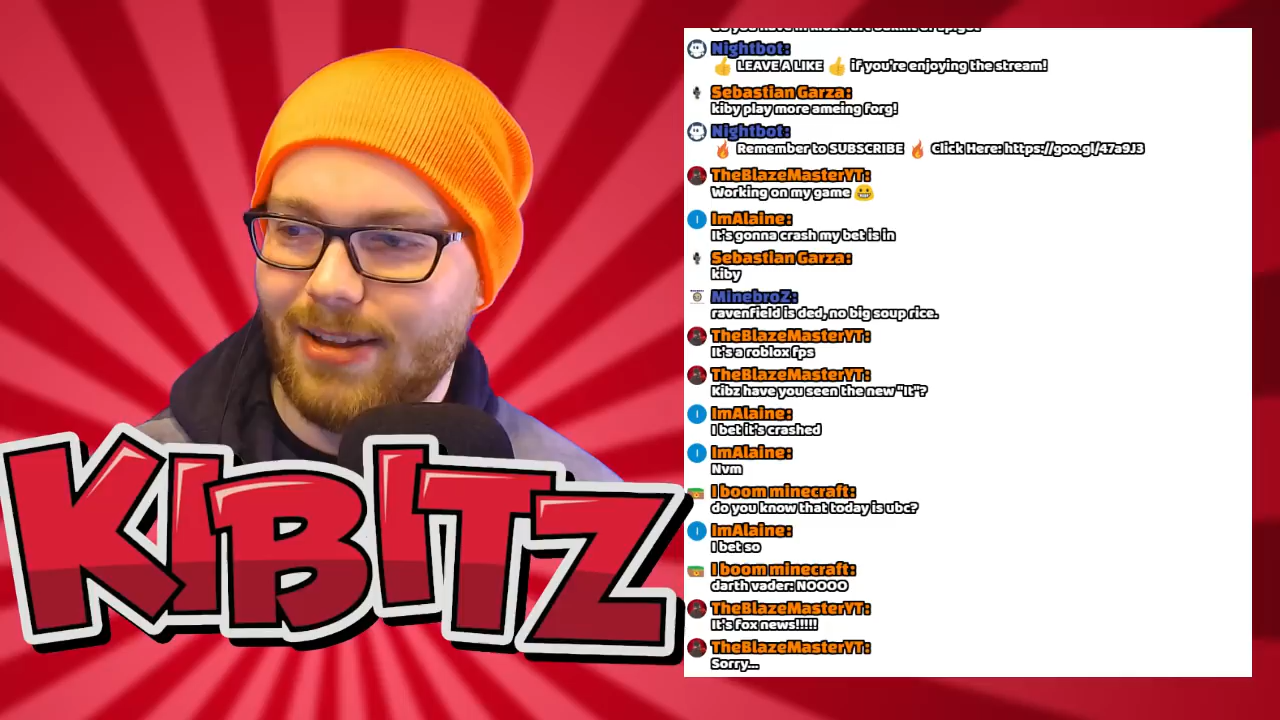 KIBITZ
Nightbot:
👍 LEAVE A LIKE 👍 if you're enjoying the stream!
Sebastian Garza:
kiby play more ameing forg!
Nightbot:
🔥 Remember to SUBSCRIBE 🔥 Click Here: https://goo.gl/47a9J3
TheBlazeMasterYT:
Working on my game 😬
ImAlaine:
It's gonna crash my bet is in
Sebastian Garza:
kiby
MinebroZ:
ravenfield is ded, no big soup rice.
TheBlazeMasterYT:
It's a roblox fps
TheBlazeMasterYT:
Kibz have you seen the new "It"?
ImAlaine:
I bet it's crashed
ImAlaine:
Nvm
I boom minecraft:
do you know that today is ubc?
ImAlaine:
I bet so
I boom minecraft:
darth vader: NOOOO
TheBlazeMasterYT:
It's fox news!!!!!
TheBlazeMasterYT:
Sorry...